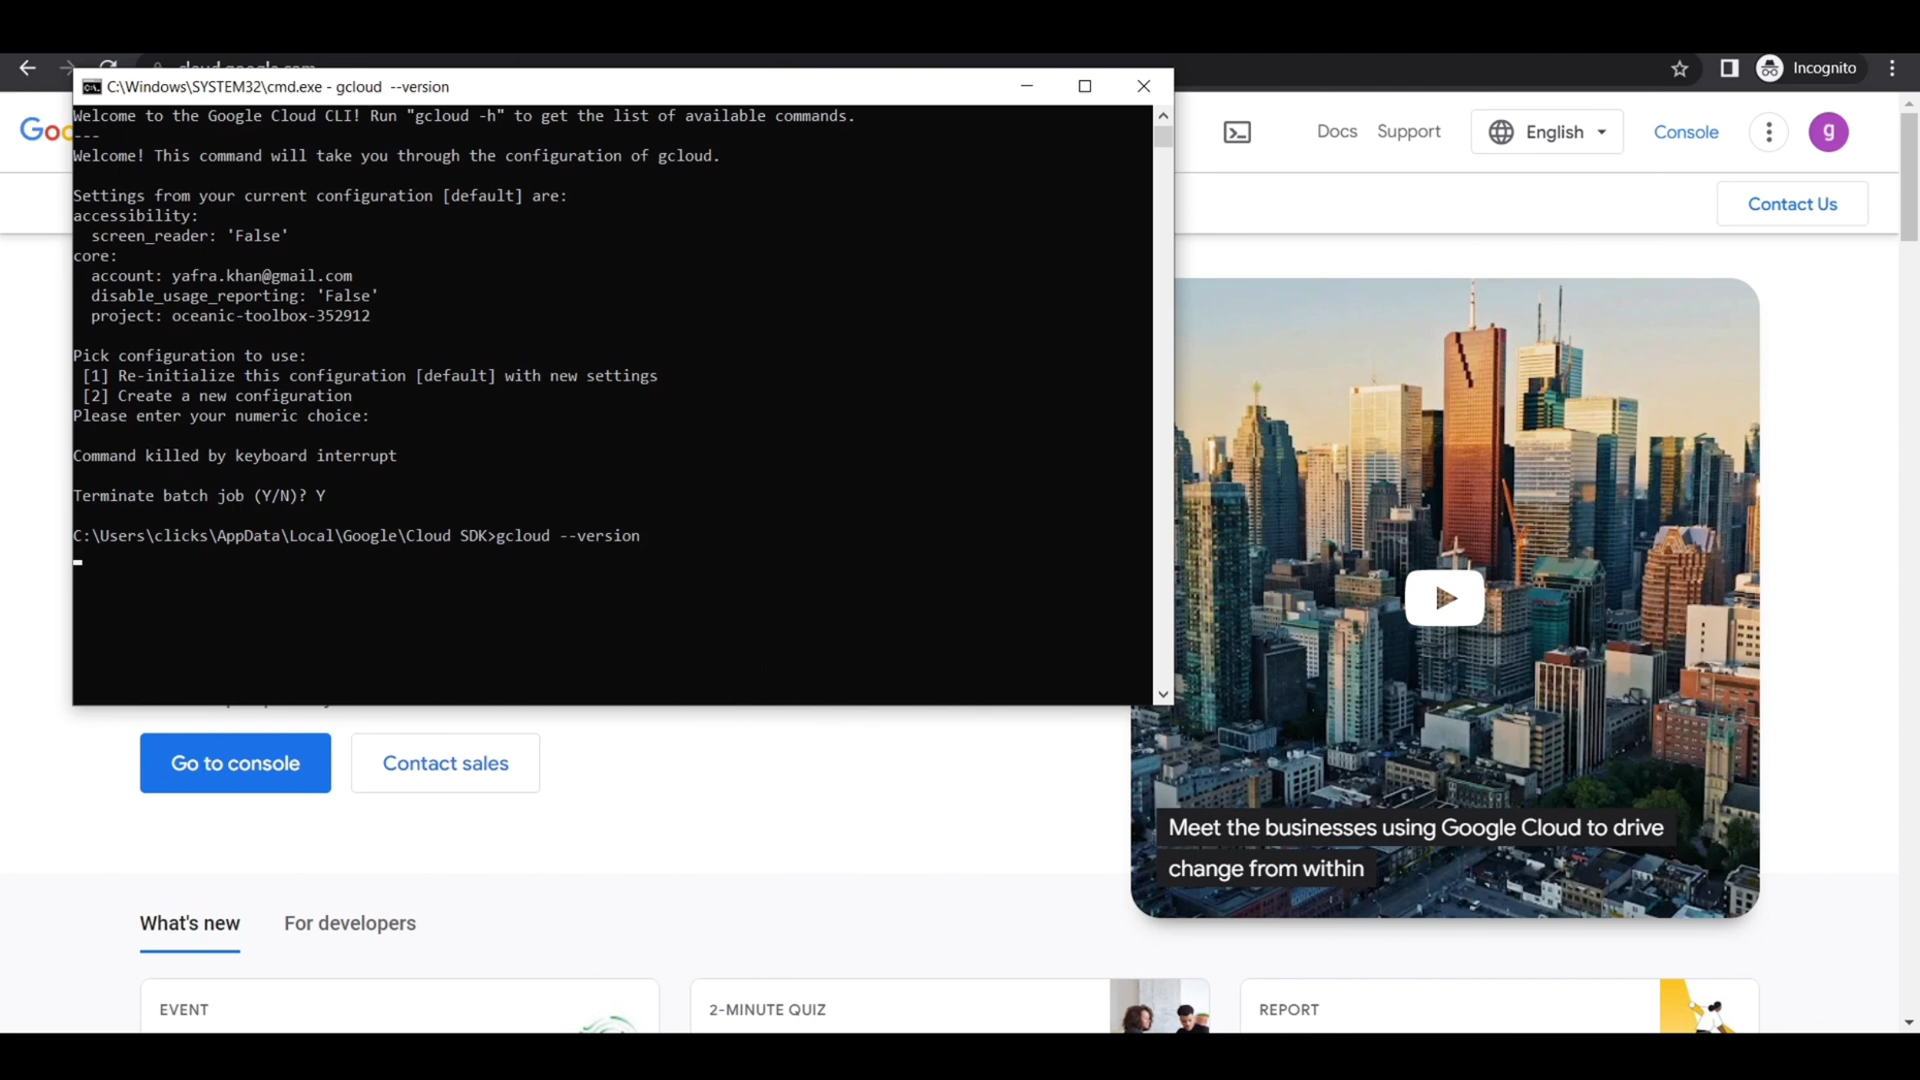 C:\Windows\SYSTEM32\cmd.exe - gcloud  --version
Welcome to the Google Cloud CLI! Run "gcloud -h" to get the list of available commands.
---
Welcome! This command will take you through the configuration of gcloud.
Settings from your current configuration [default] are:
accessibility:
screen_reader: 'False'
core:
account: yafra.khan@gmail.com
disable_usage_reporting: 'False'
project: oceanic-toolbox-352912
Pick configuration to use:
[1] Re-initialize this configuration [default] with new settings
[2] Create a new configuration
Please enter your numeric choice:
Command killed by keyboard interrupt
Terminate batch job (Y/N)? Y
C:\Users\clicks\AppData\Local\Google\Cloud SDK>gcloud --version
Incognito
Goo
Docs Support English Console g
Contact Us
Meet the businesses using Google Cloud to drive
change from within
Go to console Contact sales
What's new For developers
EVENT 2-MINUTE QUIZ REPORT